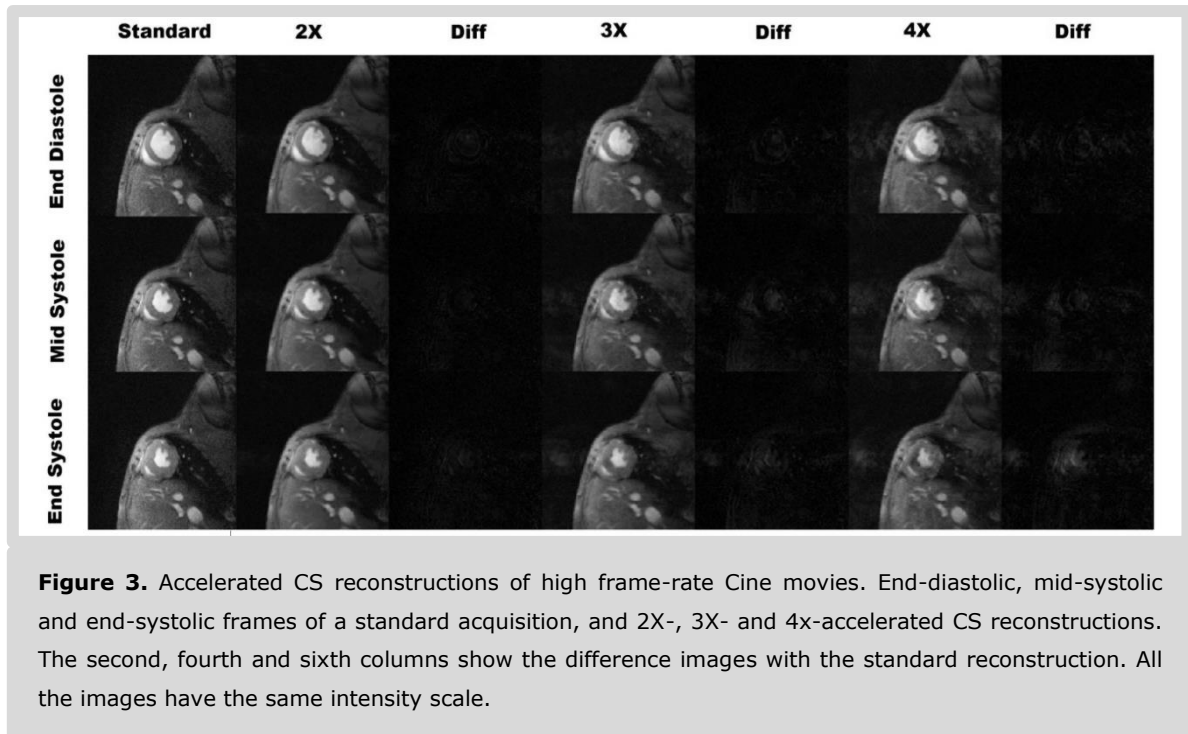 Standard 2X Diff 3X Diff 4X Diff
End Diastole
Mid Systole
End Systole
Figure 3. Accelerated CS reconstructions of high frame-rate Cine movies. End-diastolic, mid-systolic
and end-systolic frames of a standard acquisition, and 2X-, 3X- and 4x-accelerated CS reconstructions.
The second, fourth and sixth columns show the difference images with the standard reconstruction. All
the images have the same intensity scale.